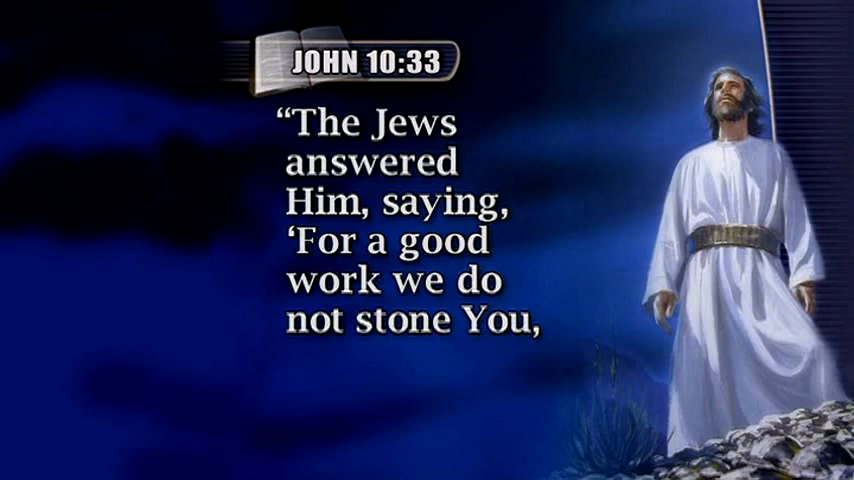 JOHN 10:33
“The Jews
answered
Him, saying,
‘For a good
work we do
not stone You,